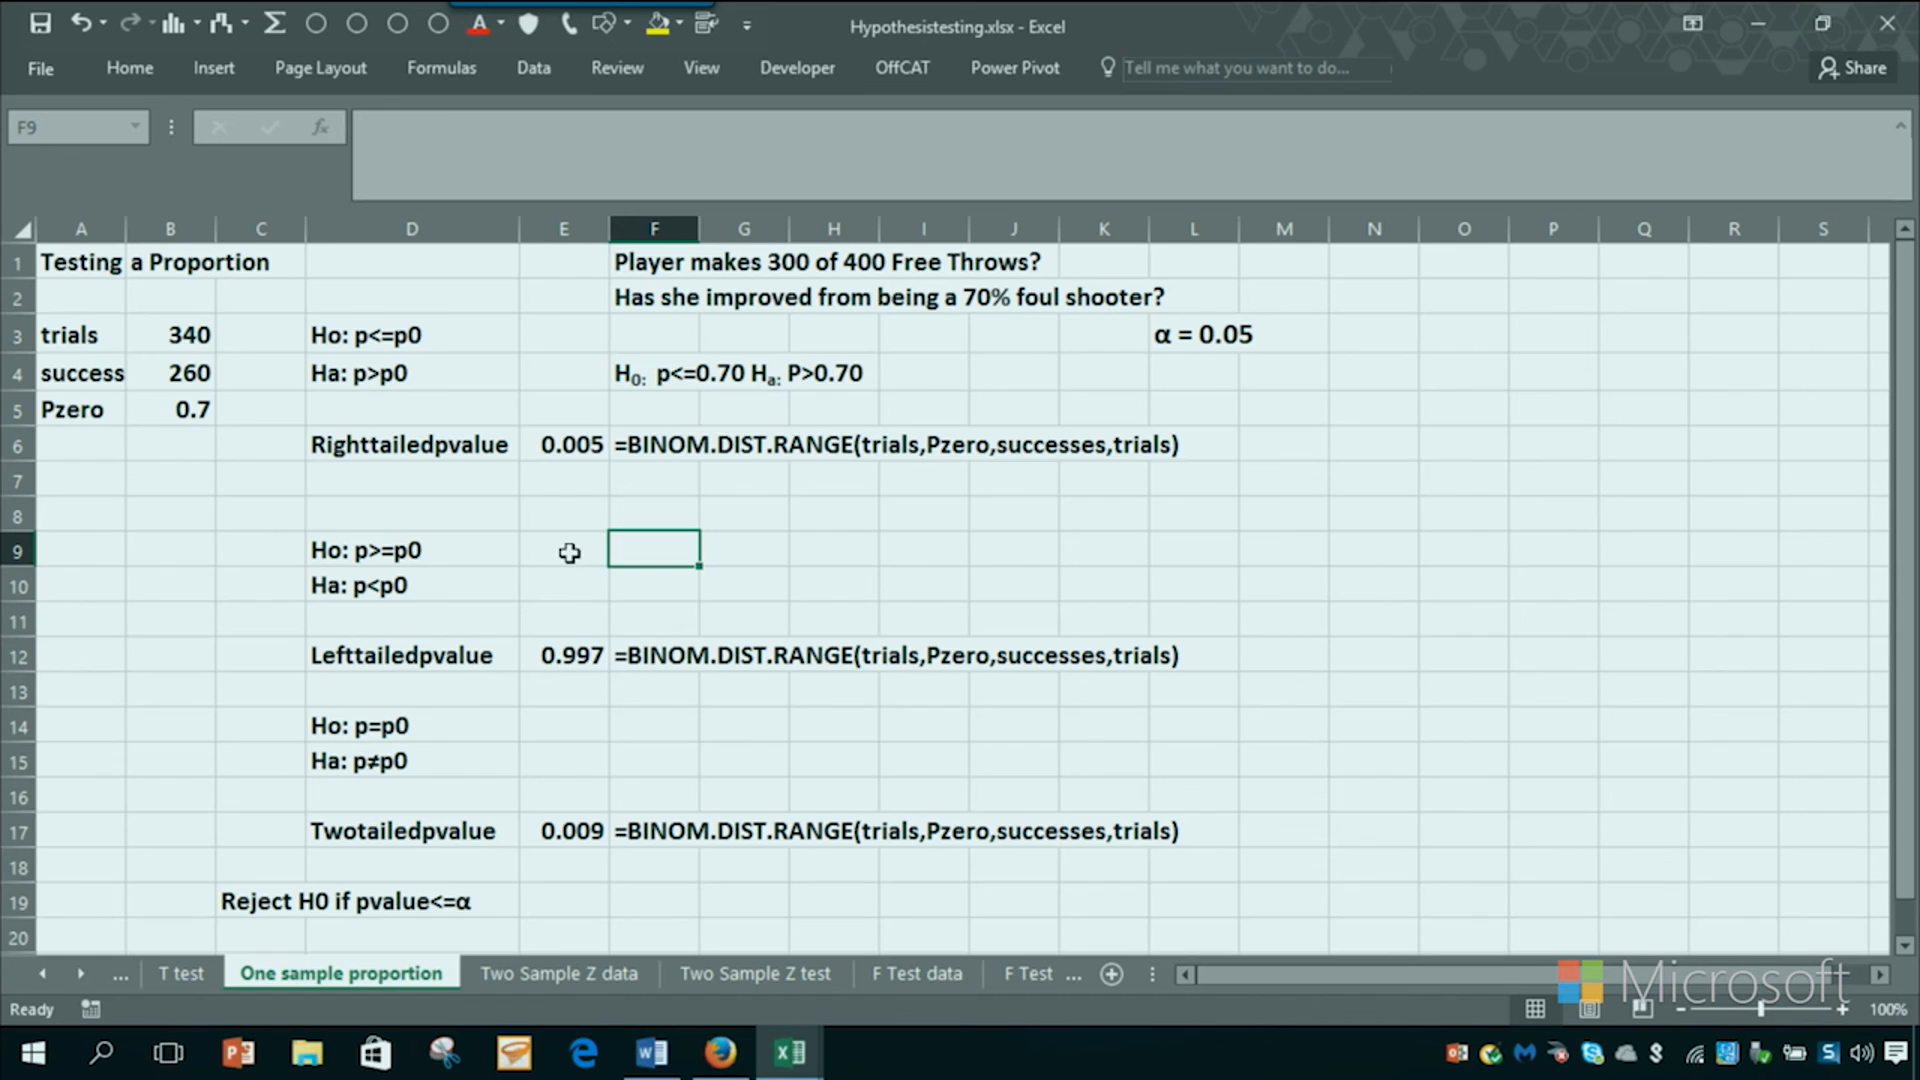 Hypothesistesting.xlsx - Excel
File Home Insert Page Layout Formulas Data Review View Developer OffCAT Power Pivot Tell me what you want to do... Share
F9 fx
A B C D E F G H I J K L M N O P Q R S
1 Testing a Proportion Player makes 300 of 400 Free Throws?
2 Has she improved from being a 70% foul shooter?
3 trials 340 Ho: p<=p0 α = 0.05
4 success 260 Ha: p>p0 H0: p<=0.70 Ha: P>0.70
5 Pzero 0.7
6 Righttailedpvalue 0.005 =BINOM.DIST.RANGE(trials,Pzero,successes,trials)
7
8
9 Ho: p>=p0
10 Ha: p<p0
11
12 Lefttailedpvalue 0.997 =BINOM.DIST.RANGE(trials,Pzero,successes,trials)
13
14 Ho: p=p0
15 Ha: p≠p0
16
17 Twotailedpvalue 0.009 =BINOM.DIST.RANGE(trials,Pzero,successes,trials)
18
19 Reject H0 if pvalue<=α
20
... T test One sample proportion Two Sample Z data Two Sample Z test F Test data F Test ...
Microsoft
Ready 100%